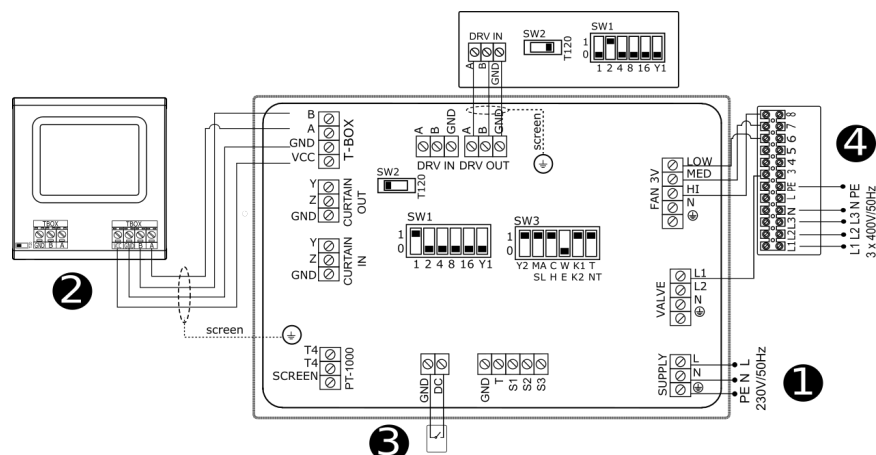 DRV IN
A
B
GND
SW2
T120
SW1
1
0
1 2 4 8 16 Y1
TBOX
GND B A
TBOX
VCC GND B A
2
screen
B
A
GND
VCC
T-BOX
Y
Z
GND
CURTAIN
OUT
Y
Z
GND
CURTAIN
IN
T4
T4
SCREEN
PT-1000
A
B
GND
DRV IN
A
B
GND
DRV OUT
screen
SW2
T120
SW1
1
0
1 2 4 8 16 Y1
SW3
Y2 MA C W K1 T
SL H E K2 NT
GND
DC
3
GND
T
S1
S2
S3
LOW
MED
HI
N
FAN 3V
L1
L2
N
VALVE
L
N
SUPPLY
PE N L
230V/50Hz
1
8
7
6
5
4
3
PE
L
N
L3
L2
L1
4
L1 L2 L3 N PE
3 x 400V/50Hz